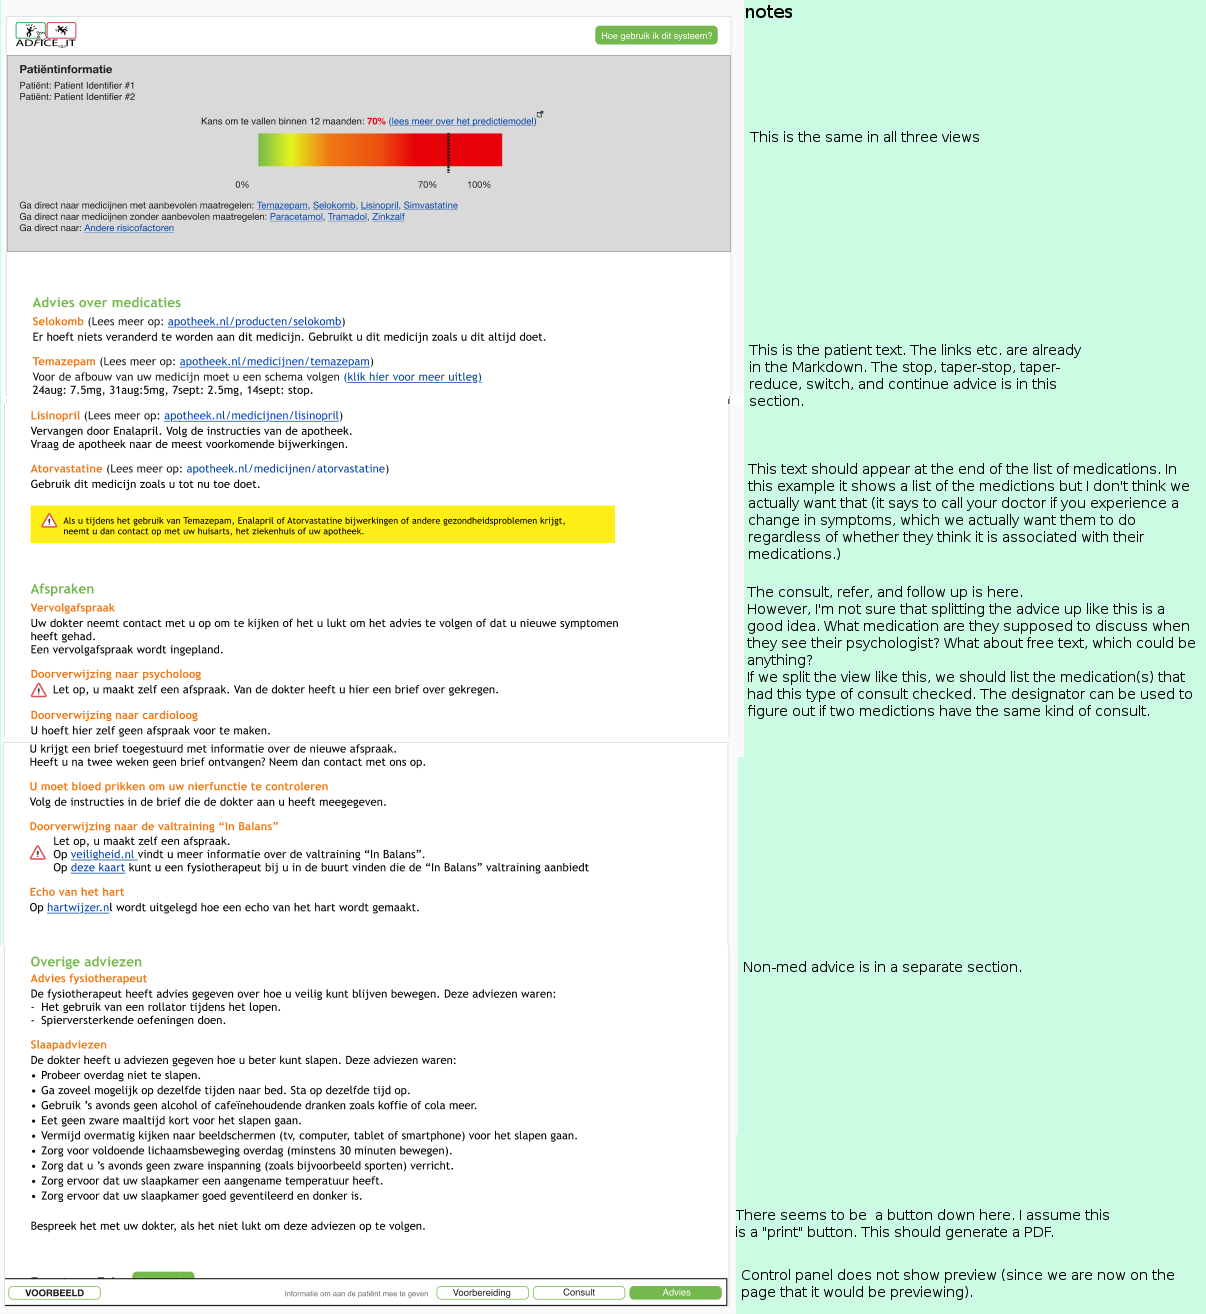 notes
ADFICE_IT
Hoe gebruik ik dit systeem?
Patiëntinformatie
Patiënt: Patient Identifier #1
Patiënt: Patient Identifier #2
Kans om te vallen binnen 12 maanden: 70% (lees meer over het predictiemodel)
This is the same in all three views
0% 70% 100%
Ga direct naar medicijnen met aanbevolen maatregelen: Temazepam, Selokomb, Lisinopril, Simvastatine
Ga direct naar medicijnen zonder aanbevolen maatregelen: Paracetamol, Tramadol, Zinkzalf
Ga direct naar: Andere risicofactoren
Advies over medicaties
Selokomb (Lees meer op: apotheek.nl/producten/selokomb)
Er hoeft niets veranderd te worden aan dit medicijn. Gebruikt u dit medicijn zoals u dit altijd doet.
Temazepam (Lees meer op: apotheek.nl/medicijnen/temazepam)
Voor de afbouw van uw medicijn moet u een schema volgen (klik hier voor meer uitleg)
24aug: 7.5mg, 31aug:5mg, 7sept: 2.5mg, 14sept: stop.
This is the patient text. The links etc. are already
in the Markdown. The stop, taper-stop, taper-
reduce, switch, and continue advice is in this
section.
Lisinopril (Lees meer op: apotheek.nl/medicijnen/lisinopril)
Vervangen door Enalapril. Volg de instructies van de apotheek.
Vraag de apotheek naar de meest voorkomende bijwerkingen.
Atorvastatine (Lees meer op: apotheek.nl/medicijnen/atorvastatine)
Gebruik dit medicijn zoals u tot nu toe doet.
Als u tijdens het gebruik van Temazepam, Enalapril of Atorvastatine bijwerkingen of andere gezondheidsproblemen krijgt,
neemt u dan contact op met uw huisarts, het ziekenhuis of uw apotheek.
This text should appear at the end of the list of medications. In
this example it shows a list of the medictions but I don't think we
actually want that (it says to call your doctor if you experience a
change in symptoms, which we actually want them to do
regardless of whether they think it is associated with their
medications.)
Afspraken
Vervolgafspraak
Uw dokter neemt contact met u op om te kijken of het u lukt om het advies te volgen of dat u nieuwe symptomen
heeft gehad.
Een vervolgafspraak wordt ingepland.
Doorverwijzing naar psycholoog
Let op, u maakt zelf een afspraak. Van de dokter heeft u hier een brief over gekregen.
Doorverwijzing naar cardioloog
U hoeft hier zelf geen afspraak voor te maken.
The consult, refer, and follow up is here.
However, I'm not sure that splitting the advice up like this is a
good idea. What medication are they supposed to discuss when
they see their psychologist? What about free text, which could be
anything?
If we split the view like this, we should list the medication(s) that
had this type of consult checked. The designator can be used to
figure out if two medictions have the same kind of consult.
U krijgt een brief toegestuurd met informatie over de nieuwe afspraak.
Heeft u na twee weken geen brief ontvangen? Neem dan contact met ons op.
U moet bloed prikken om uw nierfunctie te controleren
Volg de instructies in de brief die de dokter aan u heeft meegegeven.
Doorverwijzing naar de valtraining “In Balans”
Let op, u maakt zelf een afspraak.
Op veiligheid.nl vindt u meer informatie over de valtraining “In Balans”.
Op deze kaart kunt u een fysiotherapeut bij u in de buurt vinden die de “In Balans” valtraining aanbiedt
Echo van het hart
Op hartwijzer.nl wordt uitgelegd hoe een echo van het hart wordt gemaakt.
Overige adviezen
Non-med advice is in a separate section.
Advies fysiotherapeut
De fysiotherapeut heeft advies gegeven over hoe u veilig kunt blijven bewegen. Deze adviezen waren:
- Het gebruik van een rollator tijdens het lopen.
- Spierversterkende oefeningen doen.
Slaapadviezen
De dokter heeft u adviezen gegeven hoe u beter kunt slapen. Deze adviezen waren:
• Probeer overdag niet te slapen.
• Ga zoveel mogelijk op dezelfde tijden naar bed. Sta op dezelfde tijd op.
• Gebruik ’s avonds geen alcohol of cafeïnehoudende dranken zoals koffie of cola meer.
• Eet geen zware maaltijd kort voor het slapen gaan.
• Vermijd overmatig kijken naar beeldschermen (tv, computer, tablet of smartphone) voor het slapen gaan.
• Zorg voor voldoende lichaamsbeweging overdag (minstens 30 minuten bewegen).
• Zorg dat u ’s avonds geen zware inspanning (zoals bijvoorbeeld sporten) verricht.
• Zorg ervoor dat uw slaapkamer een aangename temperatuur heeft.
• Zorg ervoor dat uw slaapkamer goed geventileerd en donker is.
Bespreek het met uw dokter, als het niet lukt om deze adviezen op te volgen.
There seems to be a button down here. I assume this
is a "print" button. This should generate a PDF.
Control panel does not show preview (since we are now on the
page that it would be previewing).
VOORBEELD
Informatie om aan de patiënt mee te geven
Voorbereiding
Consult
Advies